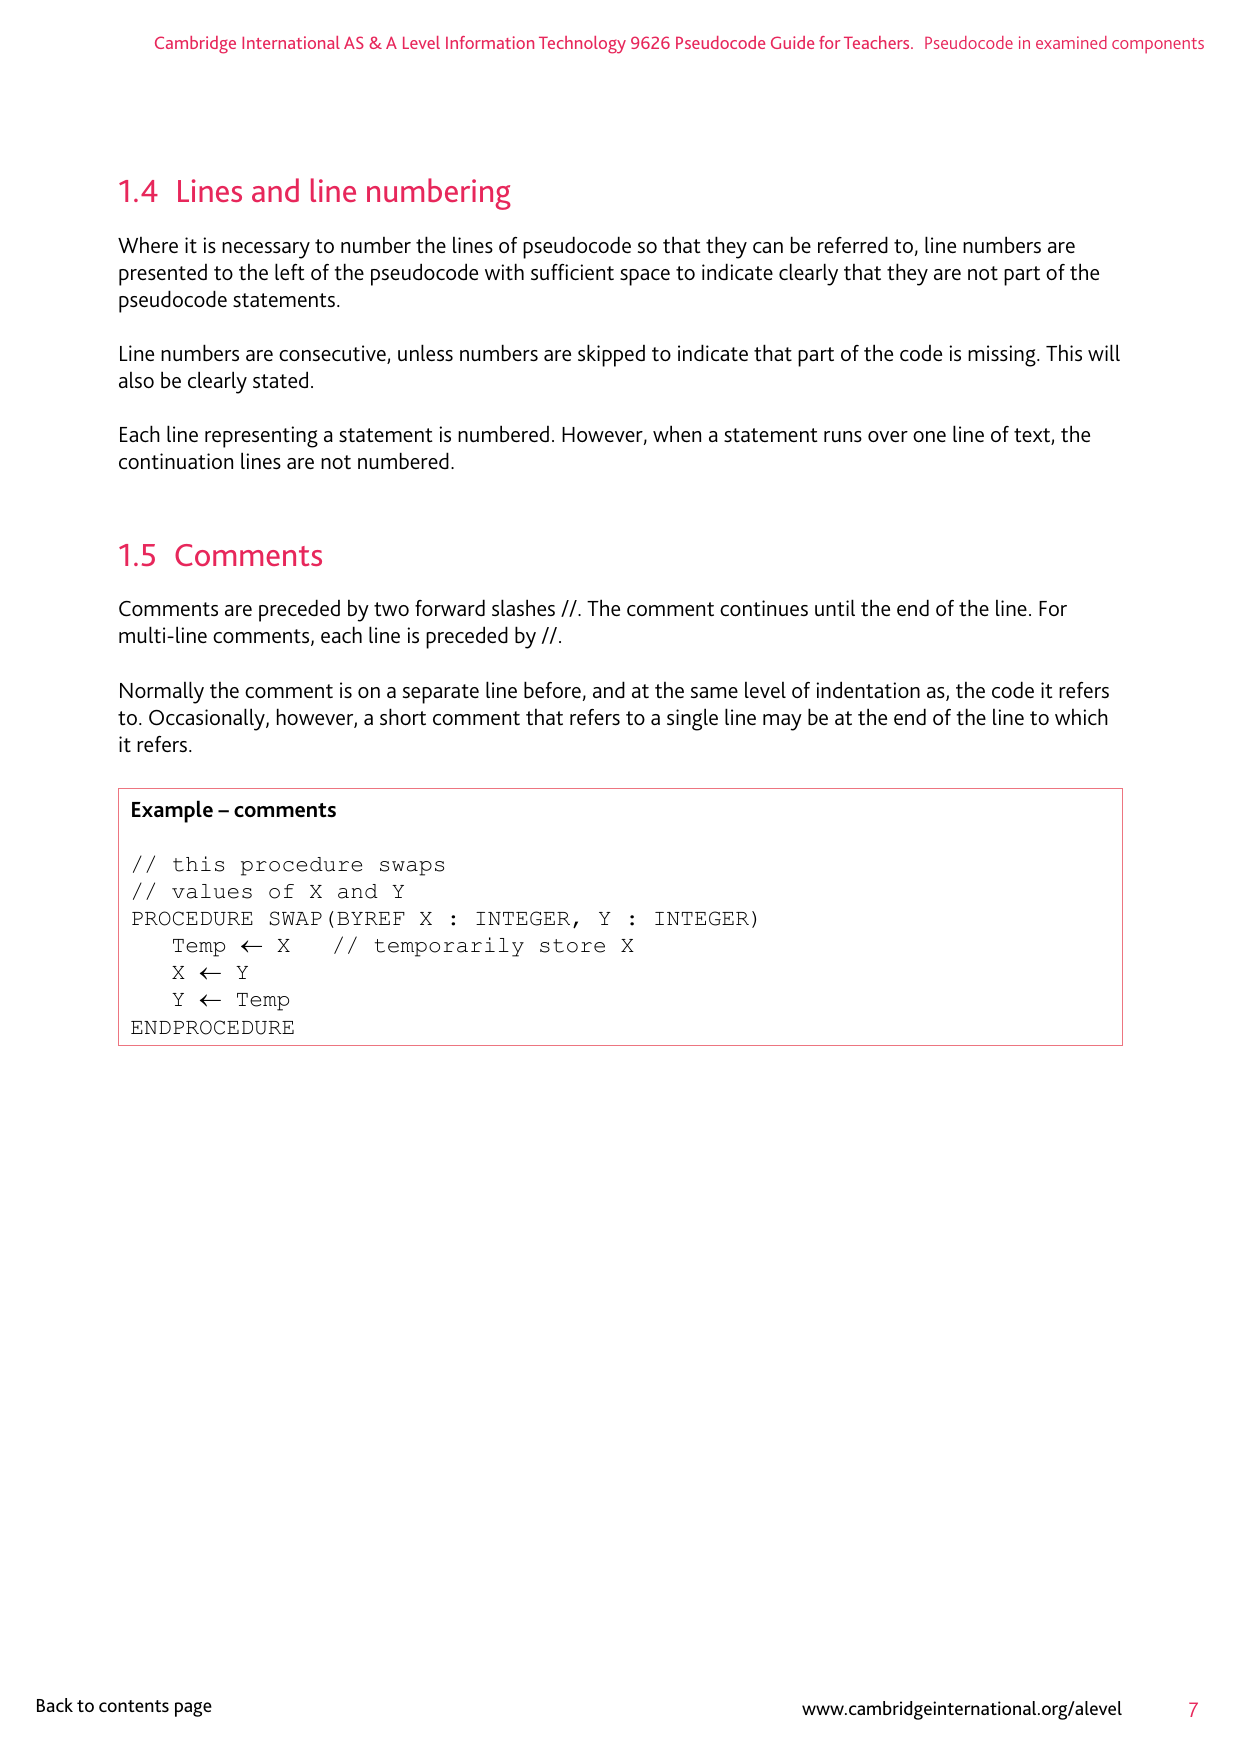 Cambridge International AS & A Level Information Technology 9626 Pseudocode Guide for Teachers. Pseudocode in examined components
1.4 Lines and line numbering
Where it is necessary to number the lines of pseudocode so that they can be referred to, line numbers are
presented to the left of the pseudocode with sufficient space to indicate clearly that they are not part of the
pseudocode statements.
Line numbers are consecutive, unless numbers are skipped to indicate that part of the code is missing. This will
also be clearly stated.
Each line representing a statement is numbered. However, when a statement runs over one line of text, the
continuation lines are not numbered.
1.5 Comments
Comments are preceded by two forward slashes //. The comment continues until the end of the line. For
multi-line comments, each line is preceded by //.
Normally the comment is on a separate line before, and at the same level of indentation as, the code it refers
to. Occasionally, however, a short comment that refers to a single line may be at the end of the line to which
it refers.
Example – comments
// this procedure swaps
// values of X and Y
PROCEDURE SWAP(BYREF X : INTEGER, Y : INTEGER)
   Temp ← X   // temporarily store X
   X ← Y
   Y ← Temp
ENDPROCEDURE
Back to contents page
www.cambridgeinternational.org/alevel 7